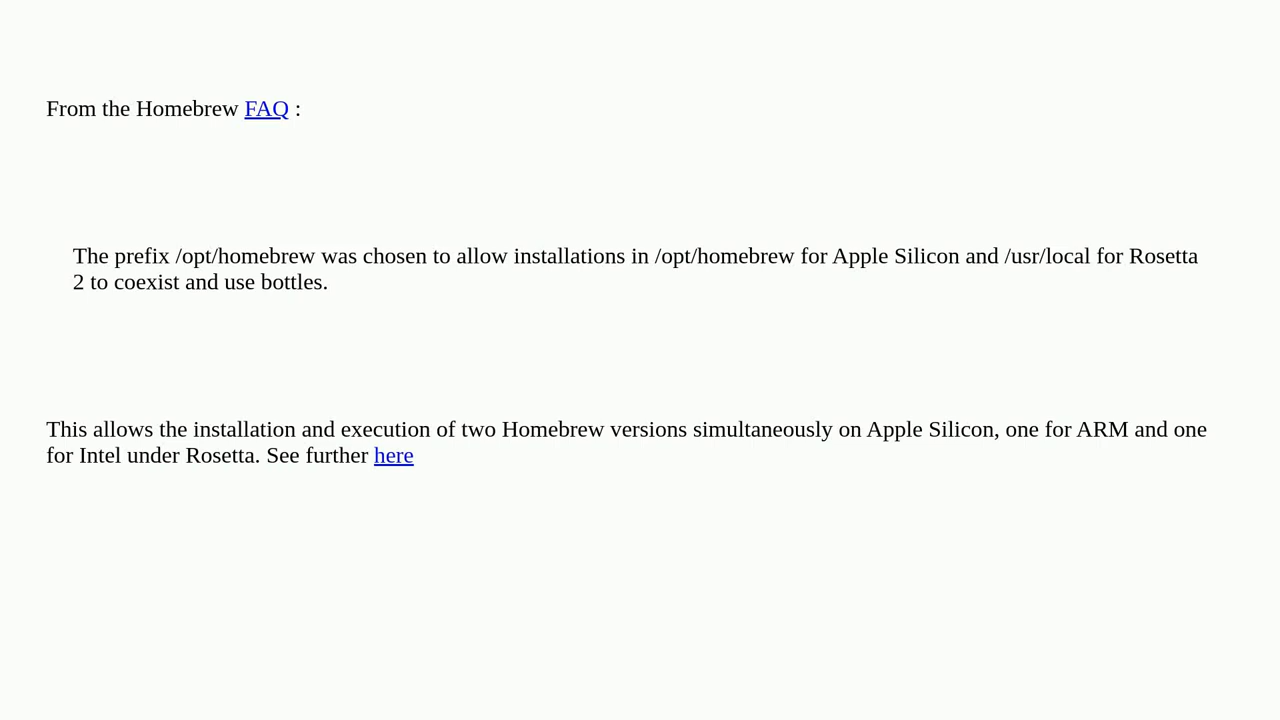 From the Homebrew FAQ :
The prefix /opt/homebrew was chosen to allow installations in /opt/homebrew for Apple Silicon and /usr/local for Rosetta
2 to coexist and use bottles.
This allows the installation and execution of two Homebrew versions simultaneously on Apple Silicon, one for ARM and one
for Intel under Rosetta. See further here